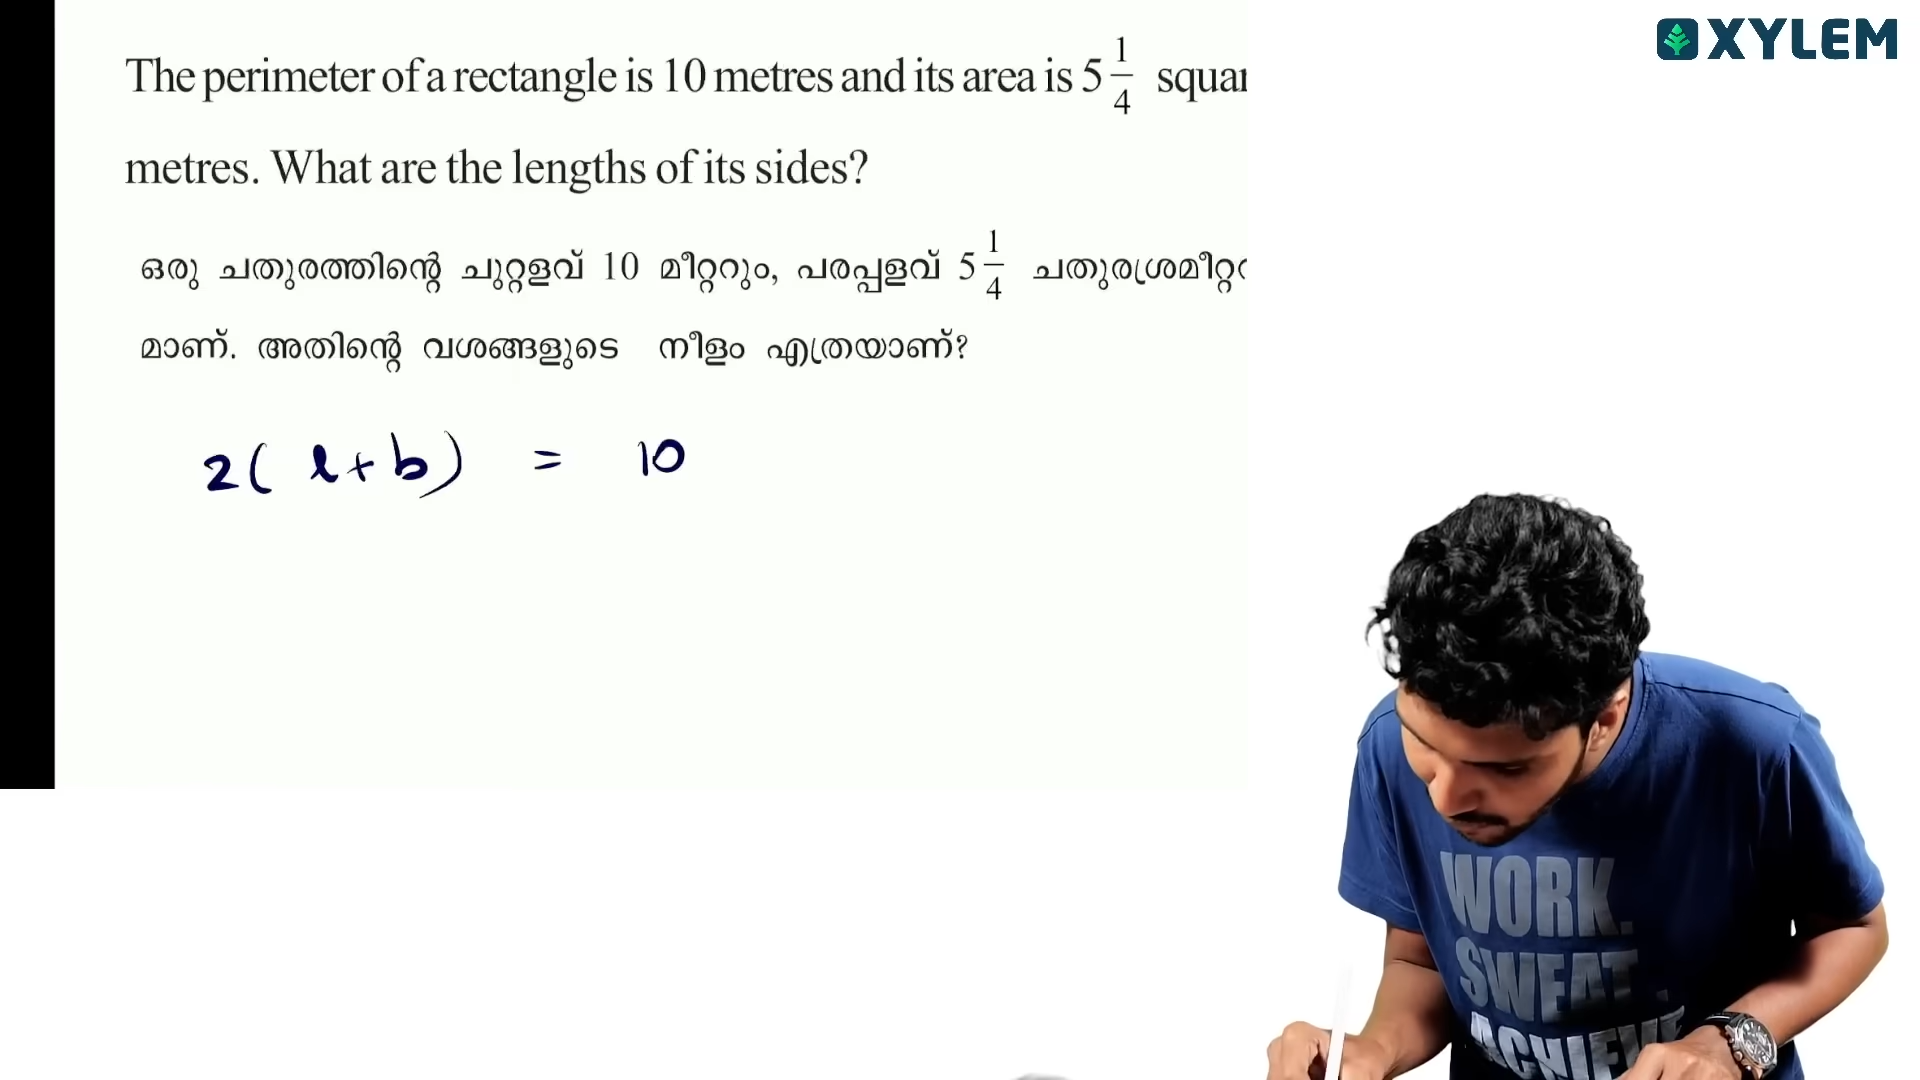 XYLEM
The perimeter of a rectangle is 10 metres and its area is 5 1/4 squar
metres. What are the lengths of its sides?
ഒരു ചതുരത്തിന്റെ ചുറ്റളവ് 10 മീറ്ററും, പരപ്പളവ് 5 1/4 ചതുരശ്രമീറ്റ
മാണ്. അതിന്റെ വശങ്ങളുടെ നീളം എത്രയാണ്?
2( l + b ) = 10
WORK.
SWEAT.
ACHIEVE